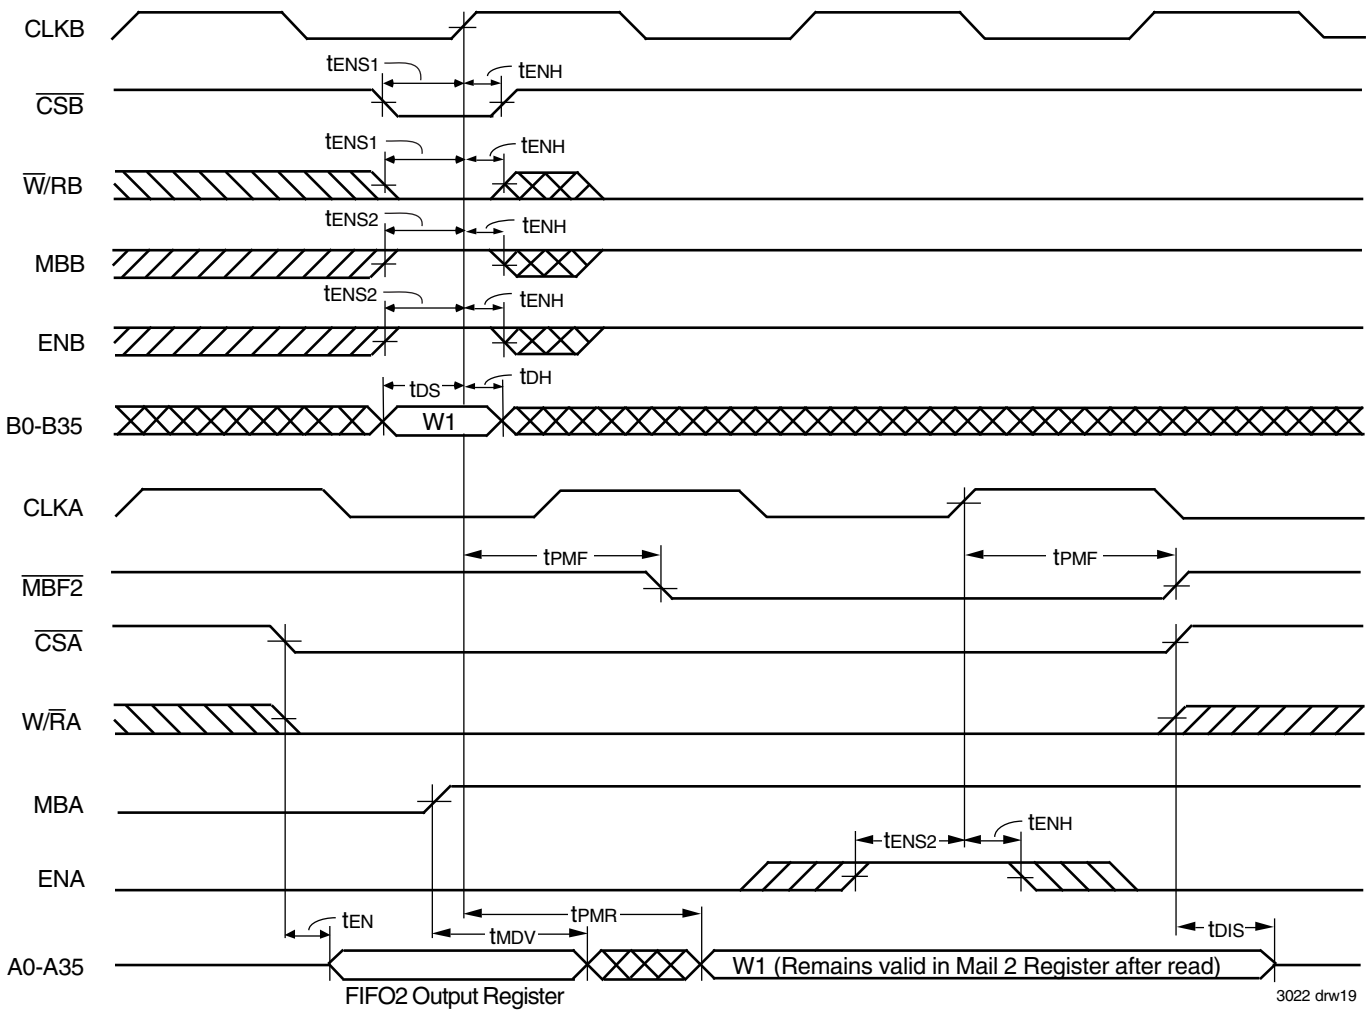 CLKB
tENS1
tENH
CSB
tENS1
tENH
W/RB
tENS2
tENH
MBB
tENS2
tENH
ENB
tDS
tDH
B0-B35
W1
CLKA
tPMF
tPMF
MBF2
CSA
W/RA
MBA
tENS2
tENH
ENA
tEN
tPMR
tMDV
tDIS
A0-A35
W1 (Remains valid in Mail 2 Register after read)
FIFO2 Output Register
3022 drw19